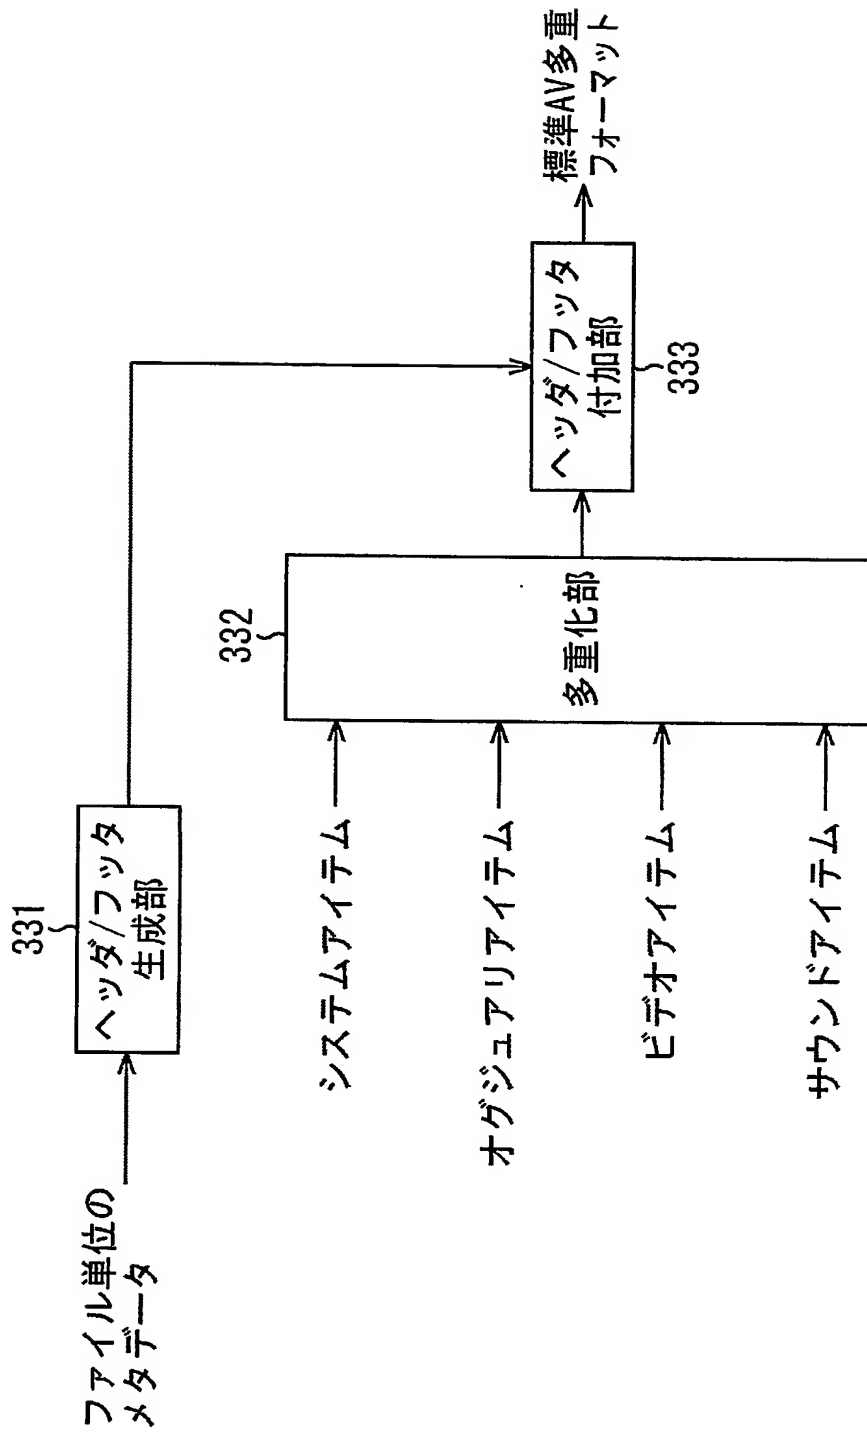 ファイル単位の
メタデータ
331
ヘッダ/フッタ
生成部
システムアイテム
オグジュアリアイテム
ビデオアイテム
サウンドアイテム
332
多重化部
ヘッダ/フッタ
付加部
333
標準AV多重
フォーマット